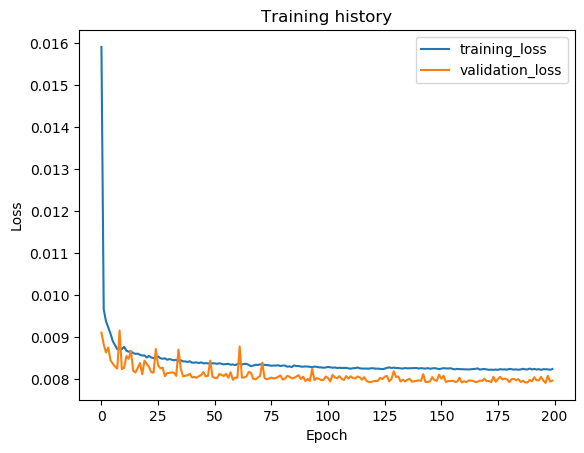 Training history
training_loss
validation_loss
Loss
0.016
0.015
0.014
0.013
0.012
0.011
0.010
0.009
0.008
0 25 50 75 100 125 150 175 200
Epoch